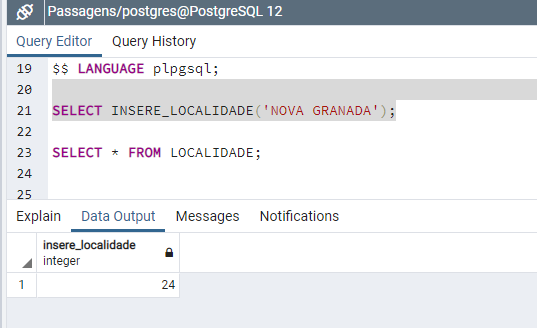 Passagens/postgres@PostgreSQL 12
Query Editor Query History
19 $$ LANGUAGE plpgsql;
20
21 SELECT INSERE_LOCALIDADE('NOVA GRANADA');
22
23 SELECT * FROM LOCALIDADE;
24
25
Explain Data Output Messages Notifications
insere_localidade
integer
1 24